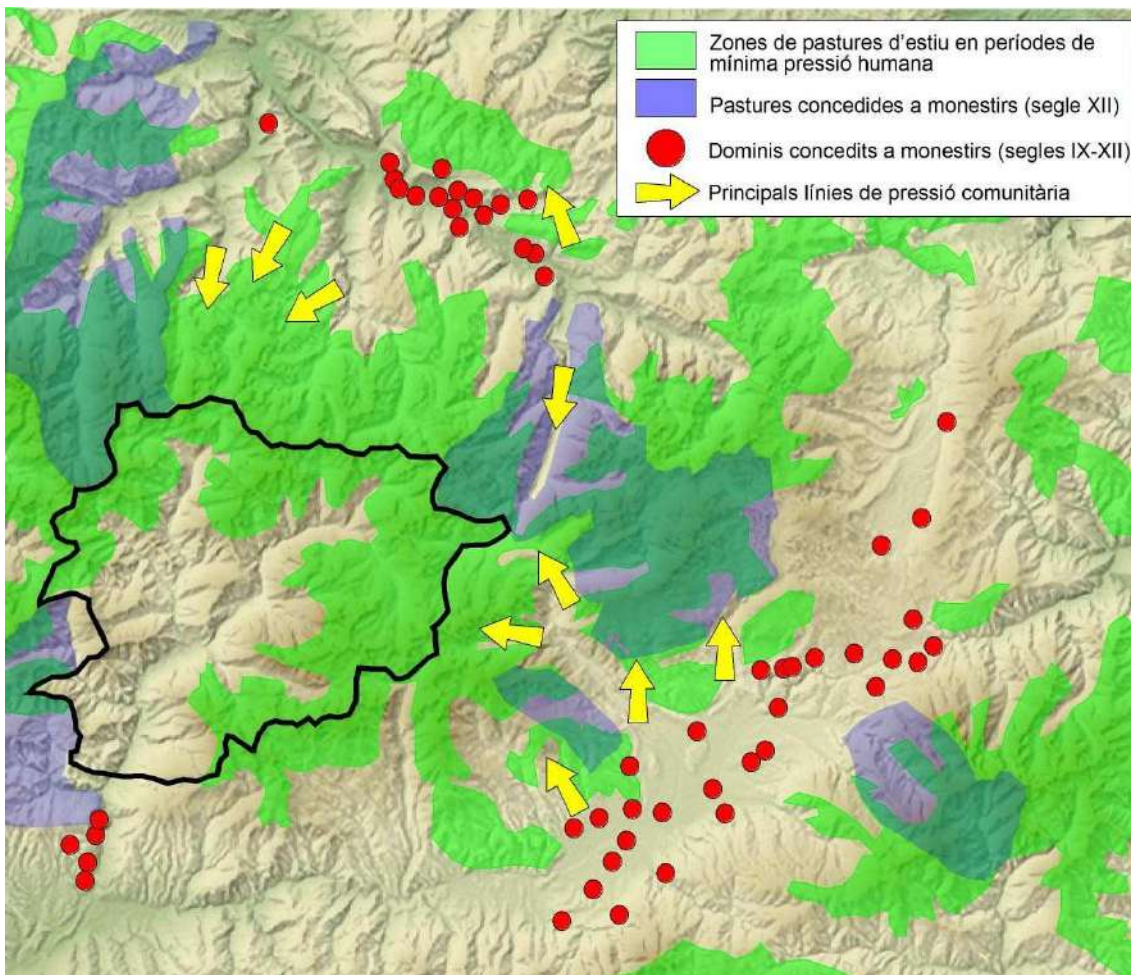 Zones de pastures d'estiu en períodes de
mínima pressió humana
Pastures concedides a monestirs (segle XII)
Dominis concedits a monestirs (segles IX-XII)
Principals línies de pressió comunitària